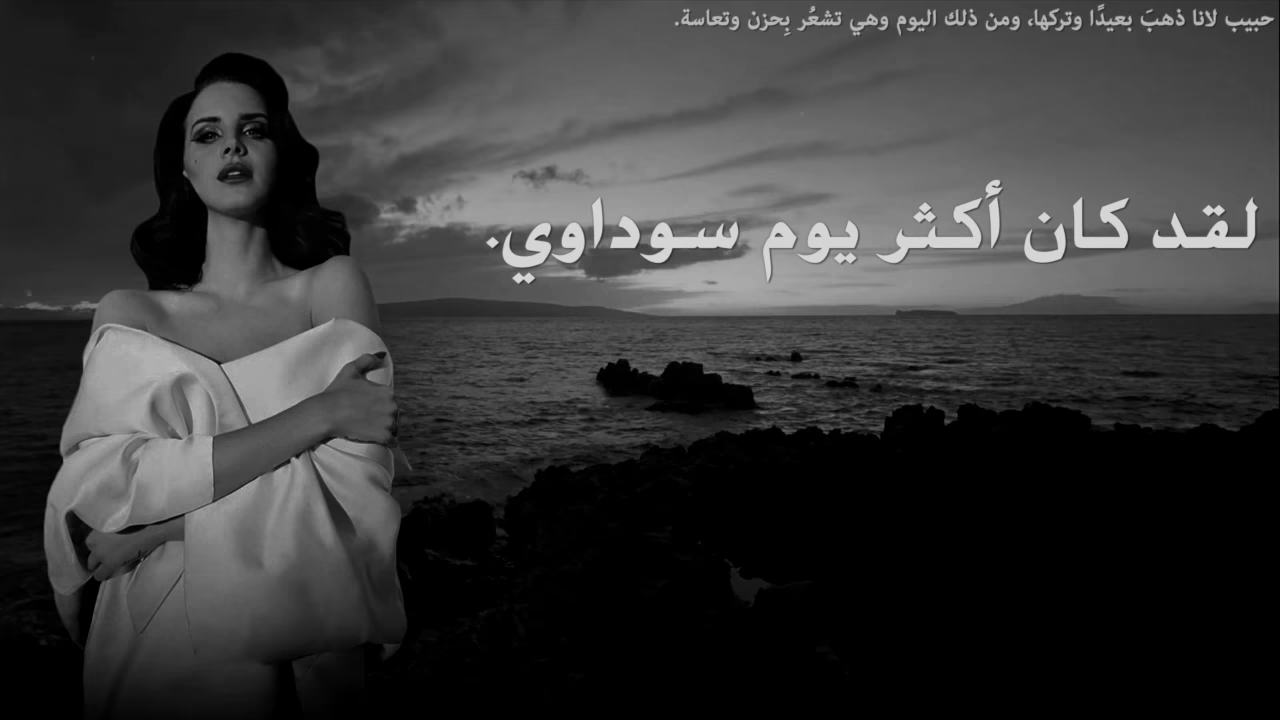 حبيب لانا ذهبَ بعيدًا وتركها، ومن ذلك اليوم وهي تشعُر بِحزن وتعاسة.
لقد كان أكثر يوم سوداوي.